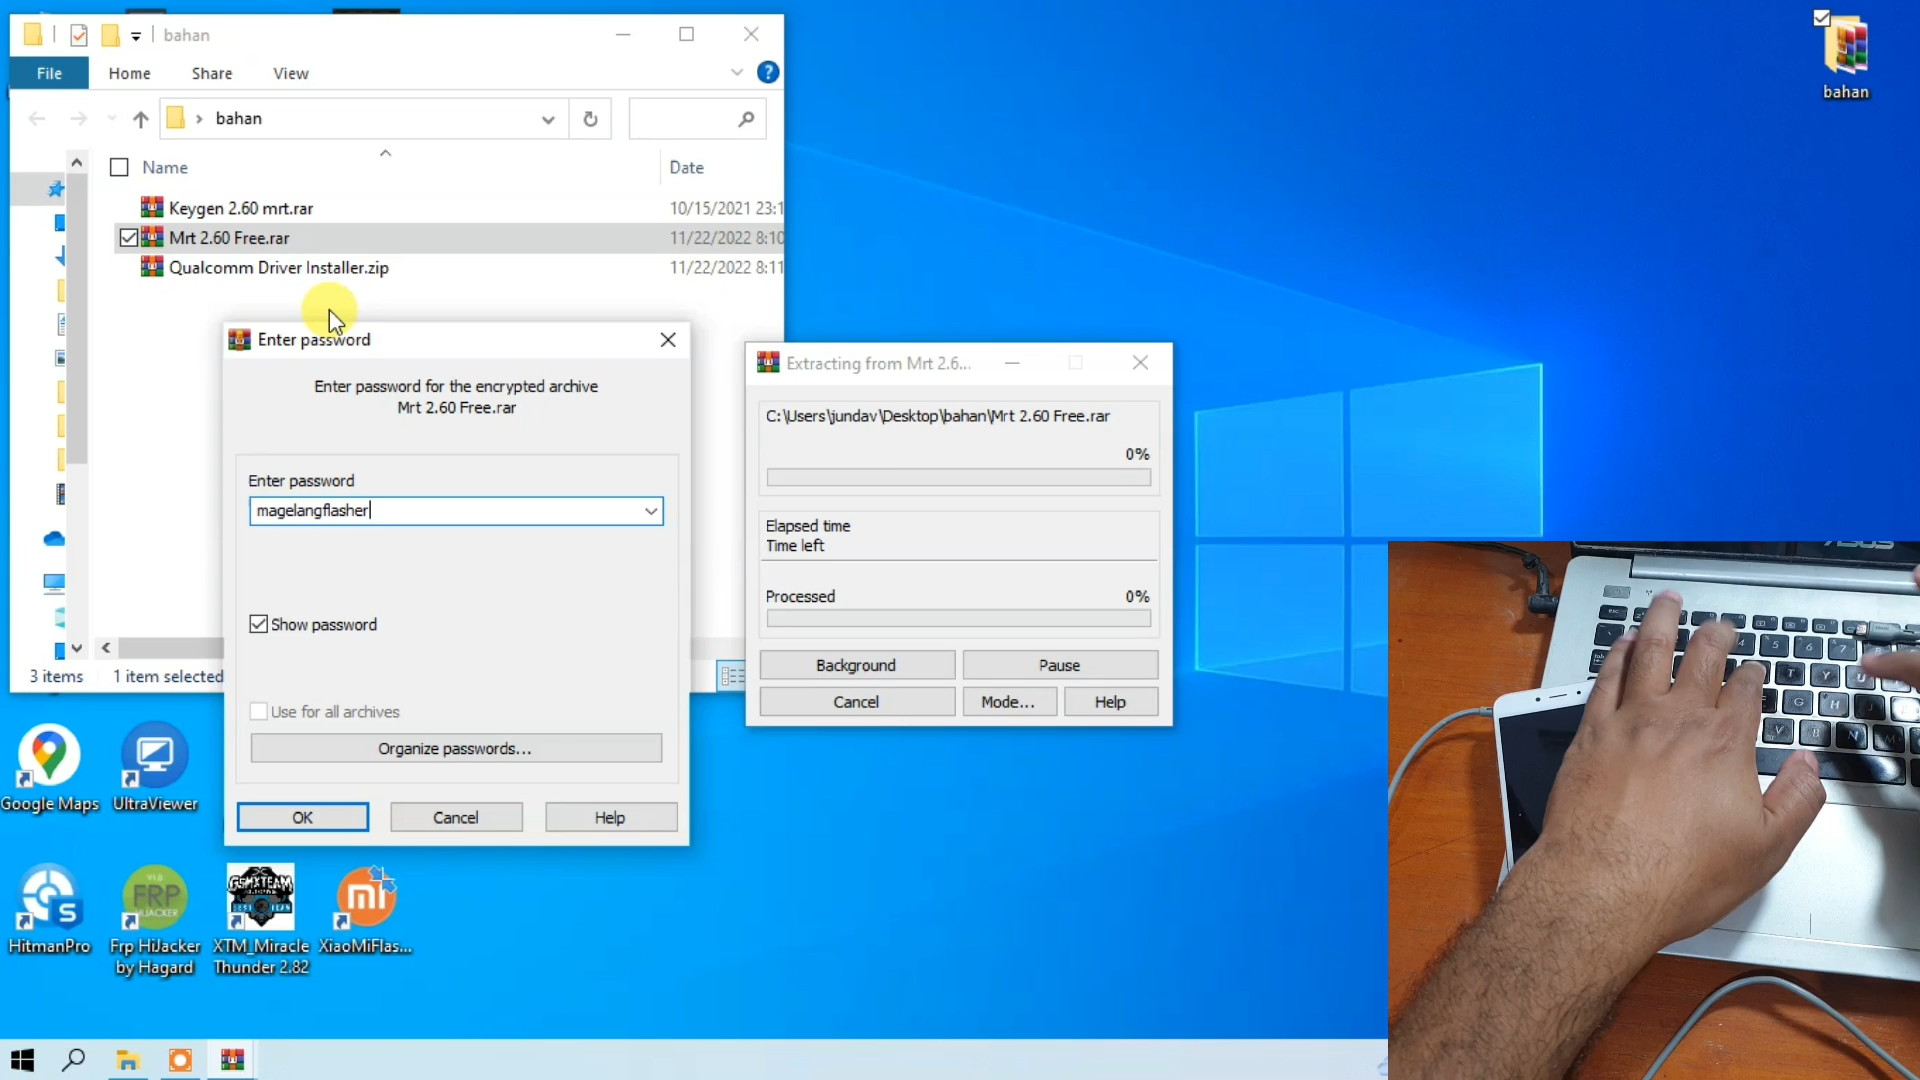 bahan
File
Home
Share
View
bahan
Name
Date
Keygen 2.60 mrt.rar
10/15/2021 23:1
Mrt 2.60 Free.rar
11/22/2022 8:10
Qualcomm Driver Installer.zip
11/22/2022 8:11
3 items
1 item selected
Enter password
Enter password for the encrypted archive
Mrt 2.60 Free.rar
Enter password
magelangflasher
Show password
Use for all archives
Organize passwords...
OK
Cancel
Help
Extracting from Mrt 2.6...
C:\Users\jundav\Desktop\bahan\Mrt 2.60 Free.rar
0%
Elapsed time
Time left
Processed
0%
Background
Pause
Cancel
Mode...
Help
bahan
Google Maps
UltraViewer
HitmanPro
V1.0
FRP
HIJACKER
Frp HiJacker
by Hagard
XTM_Miracle
Thunder 2.82
XiaoMiFlas...
ASUS